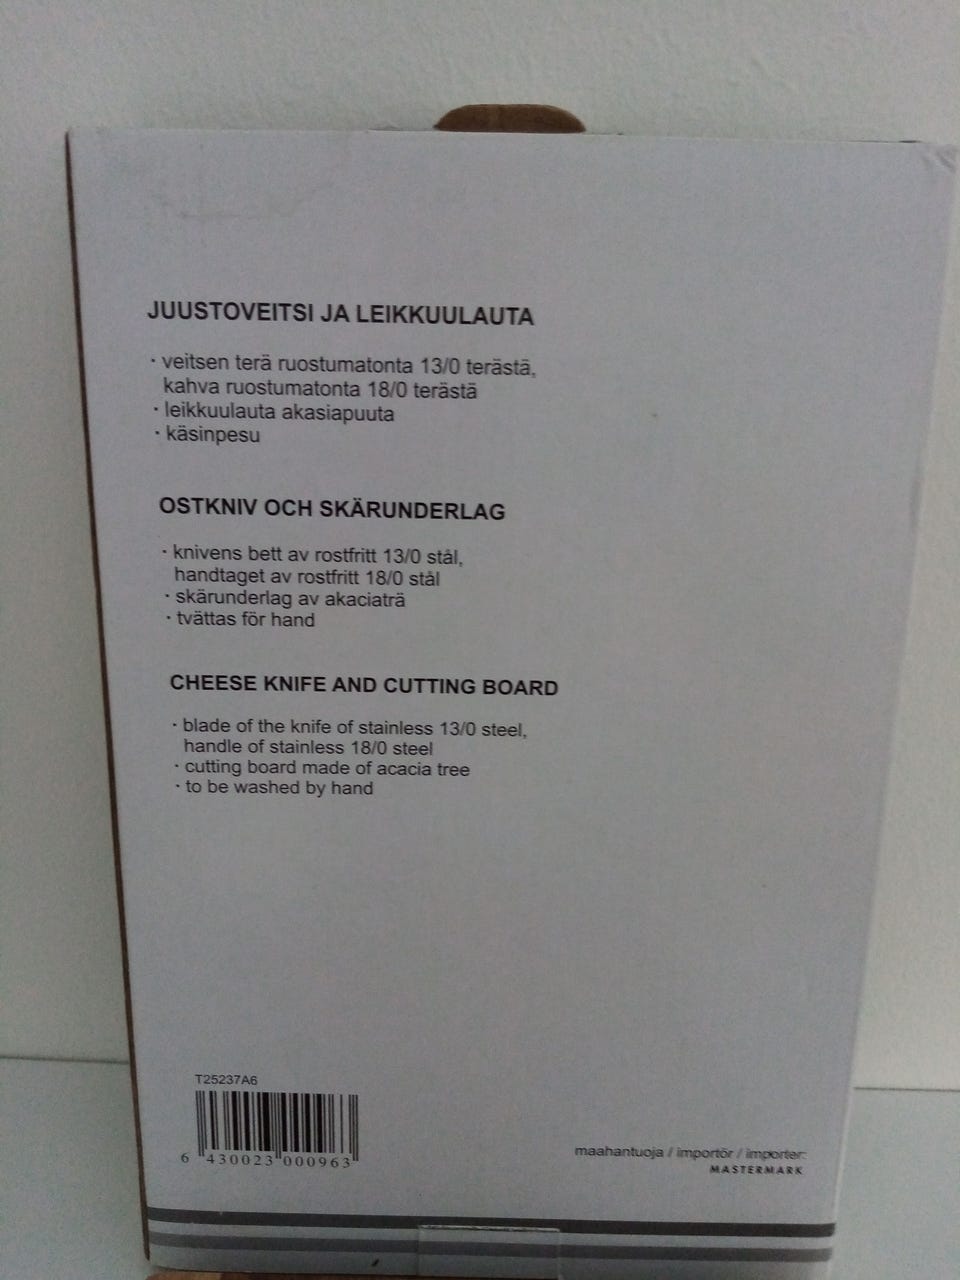 JUUSTOVEITSI JA LEIKKUULAUTA
· veitsen terä ruostumatonta 13/0 terästä,
kahva ruostumatonta 18/0 terästä
· leikkuulauta akasiapuuta
· käsinpesu
OSTKNIV OCH SKÄRUNDERLAG
· knivens bett av rostfritt 13/0 stål,
handtaget av rostfritt 18/0 stål
· skärunderlag av akaciaträ
· tvättas för hand
CHEESE KNIFE AND CUTTING BOARD
· blade of the knife of stainless 13/0 steel,
handle of stainless 18/0 steel
· cutting board made of acacia tree
· to be washed by hand
T25237A6
6 430023 000963
maahantuoja / importör / importer:
MASTERMARK